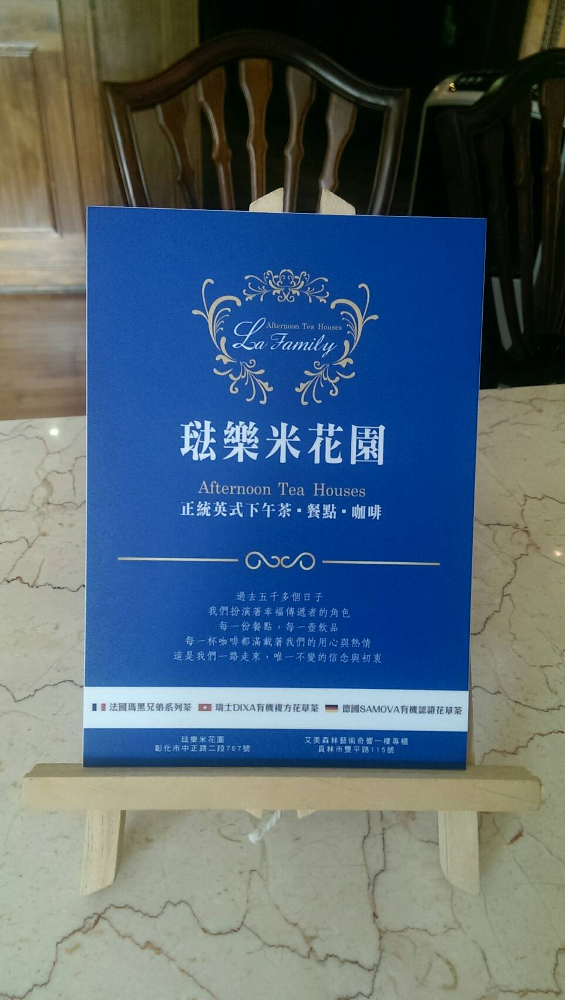 Afternoon Tea Houses
La Family
琺樂米花園
Afternoon Tea Houses
正統英式下午茶▪餐點▪咖啡
過去五千多個日子
我們扮演著幸福傳遞者的角色
每一份餐點，每一壺飲品
每一杯咖啡都滿載著我們的用心與熱情
這是我們一路走來，唯一不變的信念與初衷
法國瑪黑兄弟系列茶 瑞士DIXA有機複方花草茶 德國SAMOVA有機認證花草茶
琺樂米花園
彰化市中正路二段767號
艾美森林藝術奇響一樓專櫃
員林市雙平路115號